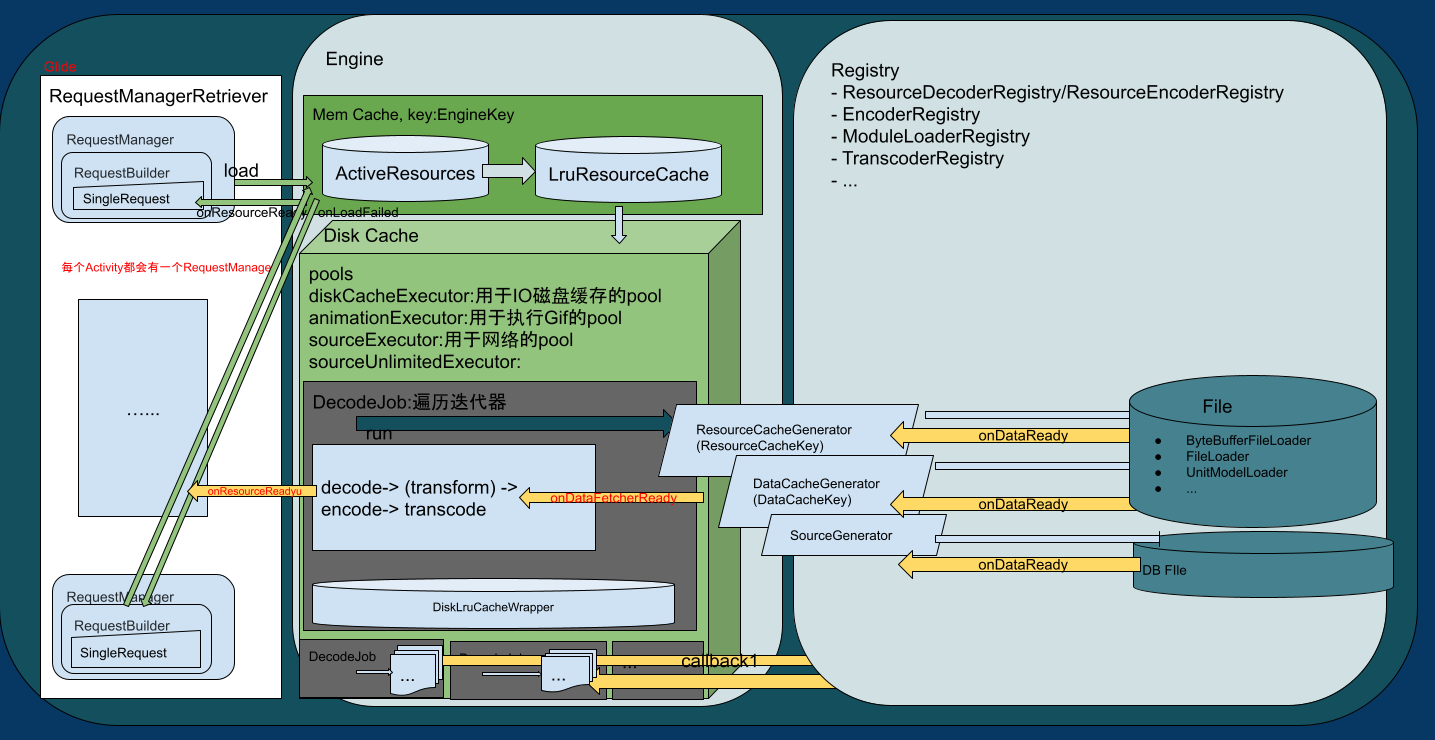 Glide
RequestManagerRetriever
RequestManager
RequestBuilder
SingleRequest
load
onResourceReady
onLoadFailed
每个Activity都会有一个RequestManage
…...
RequestManager
RequestBuilder
SingleRequest
Engine
Mem Cache, key:EngineKey
ActiveResources
LruResourceCache
Disk Cache
pools
diskCacheExecutor:用于IO磁盘缓存的pool
animationExecutor:用于执行Gif的pool
sourceExecutor:用于网络的pool
sourceUnlimitedExecutor:
DecodeJob:遍历迭代器
run
decode-> (transform) ->
encode-> transcode
onResourceReadyu
onDataFetcherReady
DiskLruCacheWrapper
DecodeJob
...
...
...
callback1
Registry
- ResourceDecoderRegistry/ResourceEncoderRegistry
- EncoderRegistry
- ModuleLoaderRegistry
- TranscoderRegistry
- ...
ResourceCacheGenerator
(ResourceCacheKey)
onDataReady
DataCacheGenerator
(DataCacheKey)
onDataReady
SourceGenerator
onDataReady
File
● ByteBufferFileLoader
● FileLoader
● UnitModelLoader
● ...
DB FIle